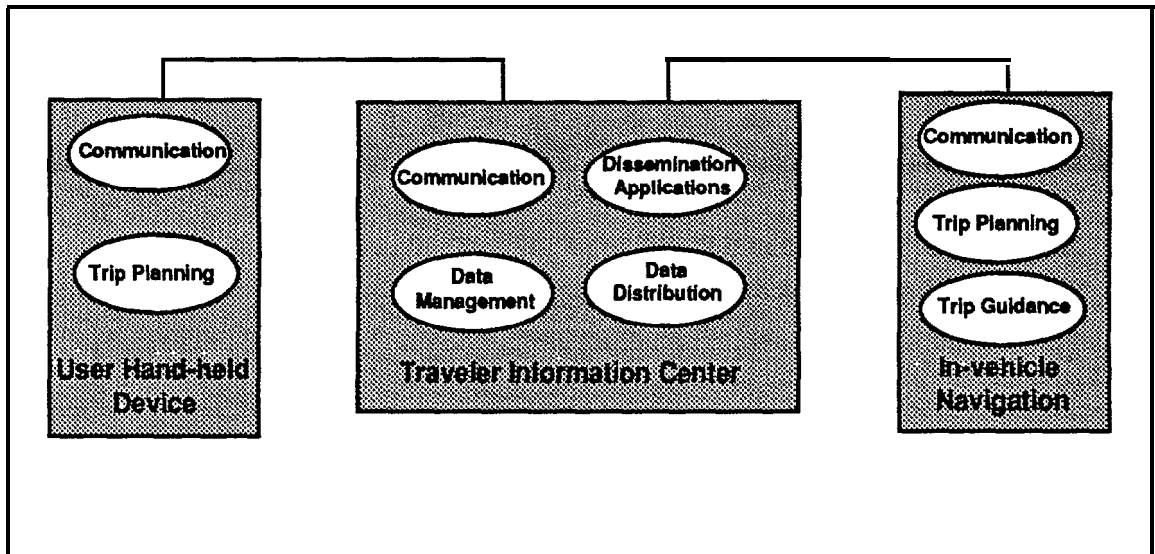 Communication
Trip Planning
User Hand-held
Device
Communication
Dissemination
Applications
Data
Management
Data
Distribution
Traveler Information Center
Communication
Trip Planning
Trip Guidance
In-vehicle
Navigation